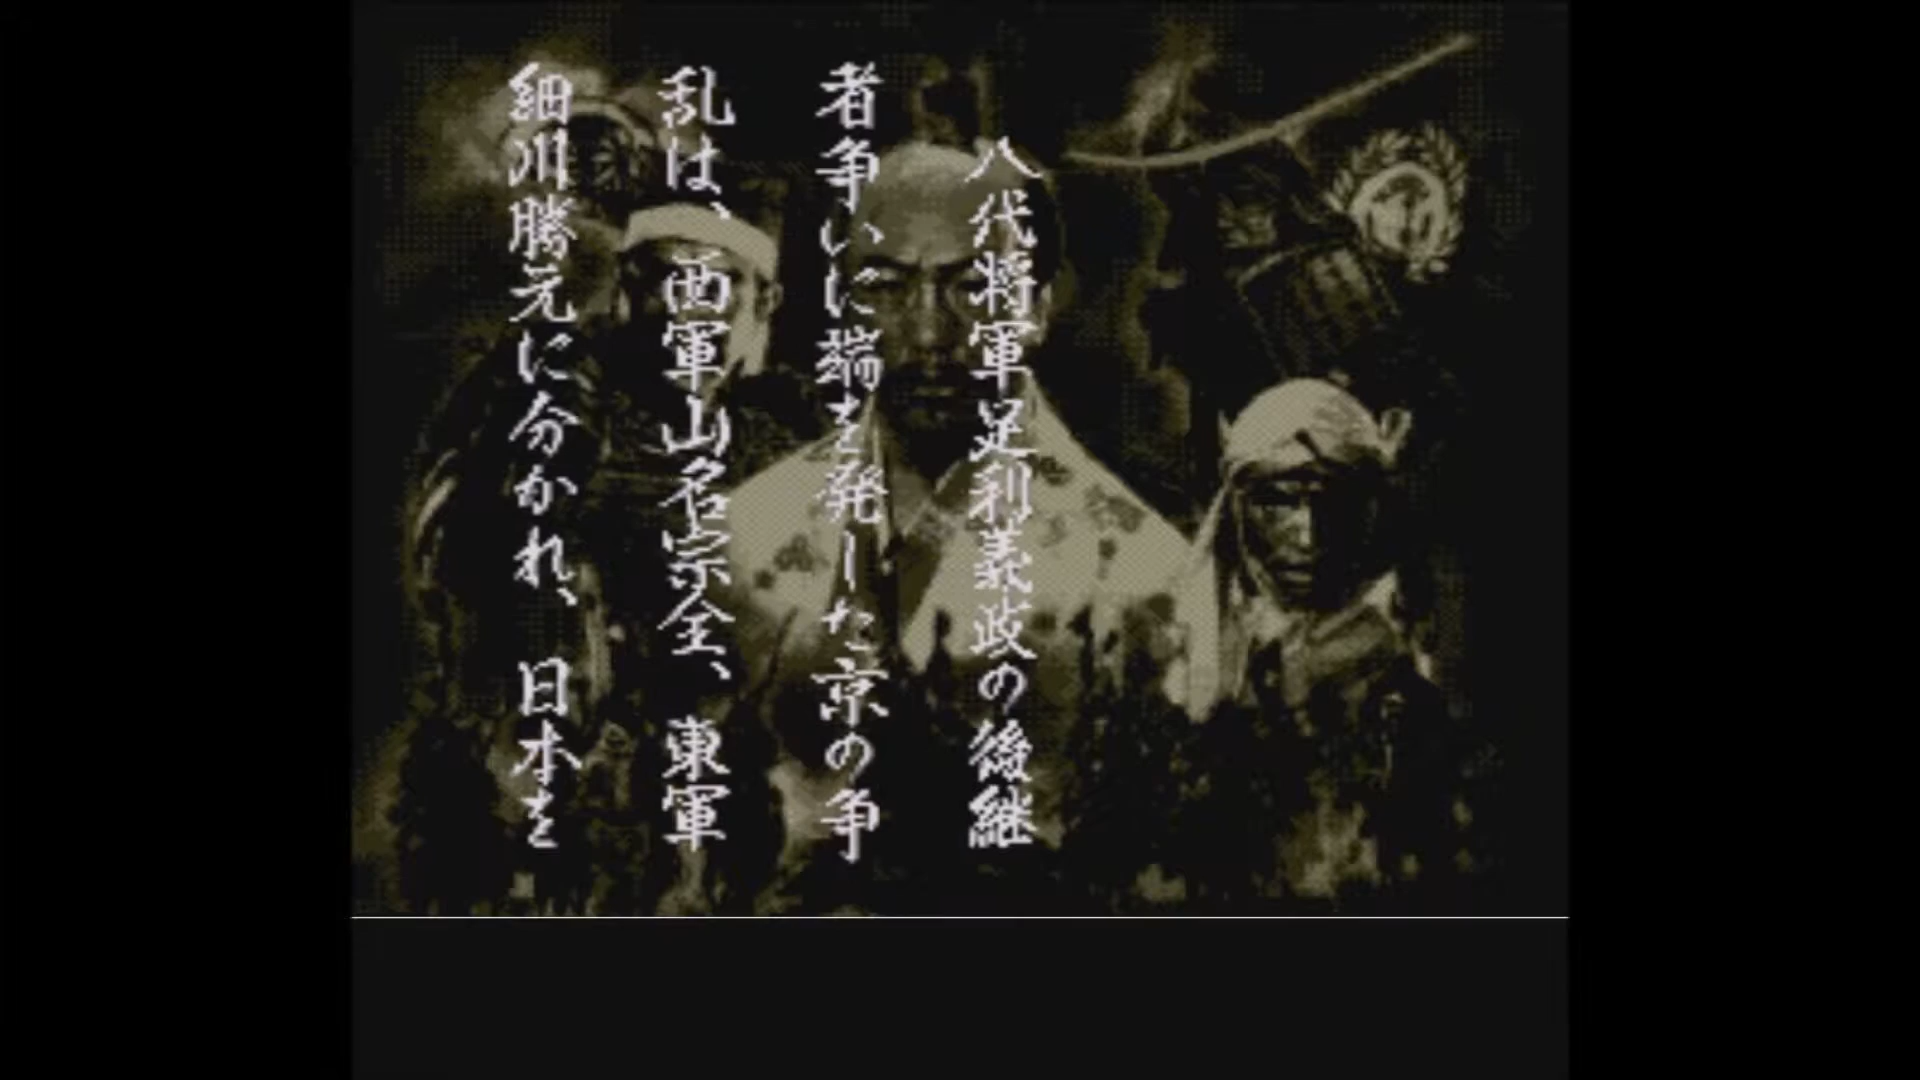 八代将軍足利義政の後継
者争いに端を発した京の争
乱は、西軍山名宗全、東軍
細川勝元に分かれ、日本を